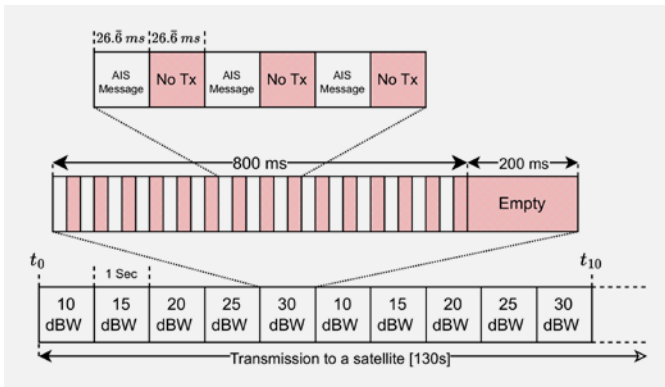 26.6̄ ms 26.6̄ ms
AIS Message No Tx AIS Message No Tx AIS Message No Tx
800 ms 200 ms
Empty
t0 t10
1 Sec
10 dBW 15 dBW 20 dBW 25 dBW 30 dBW 10 dBW 15 dBW 20 dBW 25 dBW 30 dBW
Transmission to a satellite [130s]